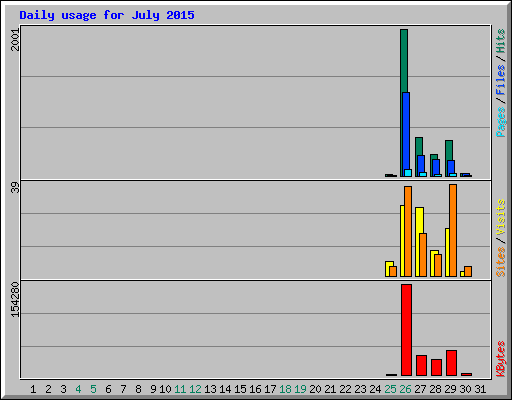 Daily usage for July 2015
2001
Pages/Files/Hits
39
Sites/Visits
154280
KBytes
1 2 3 4 5 6 7 8 9 10 11 12 13 14 15 16 17 18 19 20 21 22 23 24 25 26 27 28 29 30 31